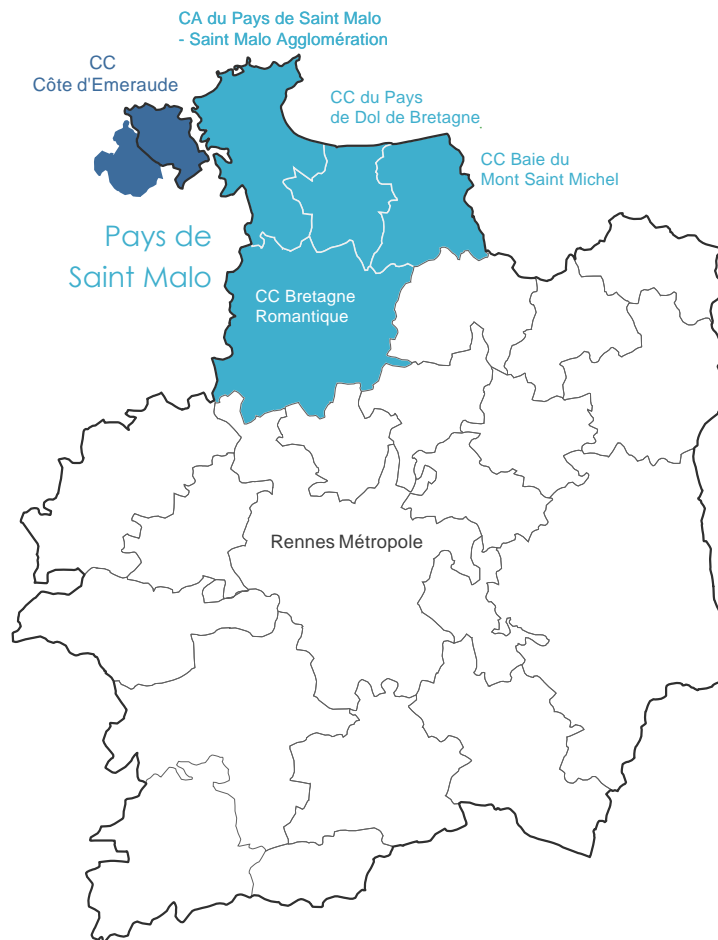 CA du Pays de Saint Malo
- Saint Malo Agglomération
CC
Côte d'Emeraude
CC du Pays
de Dol de Bretagne
CC Baie du
Mont Saint Michel
Pays de
Saint Malo
CC Bretagne
Romantique
Rennes Métropole